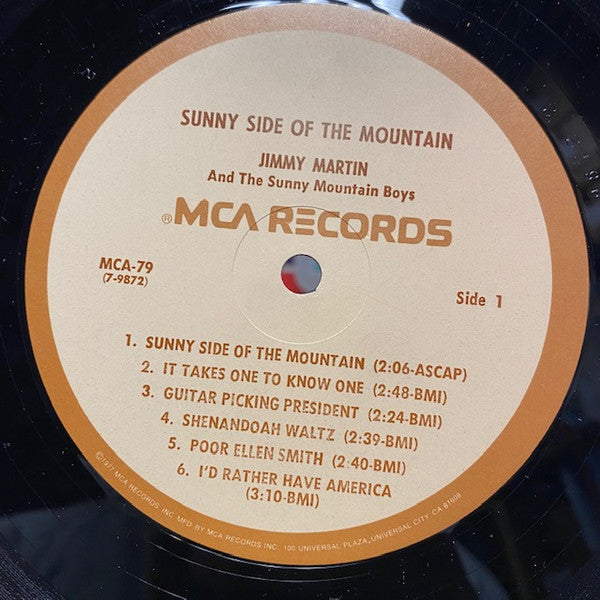 SUNNY SIDE OF THE MOUNTAIN
JIMMY MARTIN
And The Sunny Mountain Boys
® MCA RECORDS
MCA-79
(7-9872)
Side 1
1. SUNNY SIDE OF THE MOUNTAIN (2:06-ASCAP)
2. IT TAKES ONE TO KNOW ONE (2:48-BMI)
3. GUITAR PICKING PRESIDENT (2:24-BMI)
4. SHENANDOAH WALTZ (2:39-BMI)
5. POOR ELLEN SMITH (2:40-BMI)
6. I'D RATHER HAVE AMERICA
(3:10-BMI)
©1977 MCA RECORDS, INC. MFD BY MCA RECORDS INC. 100 UNIVERSAL PLAZA, UNIVERSAL CITY, CA 91608